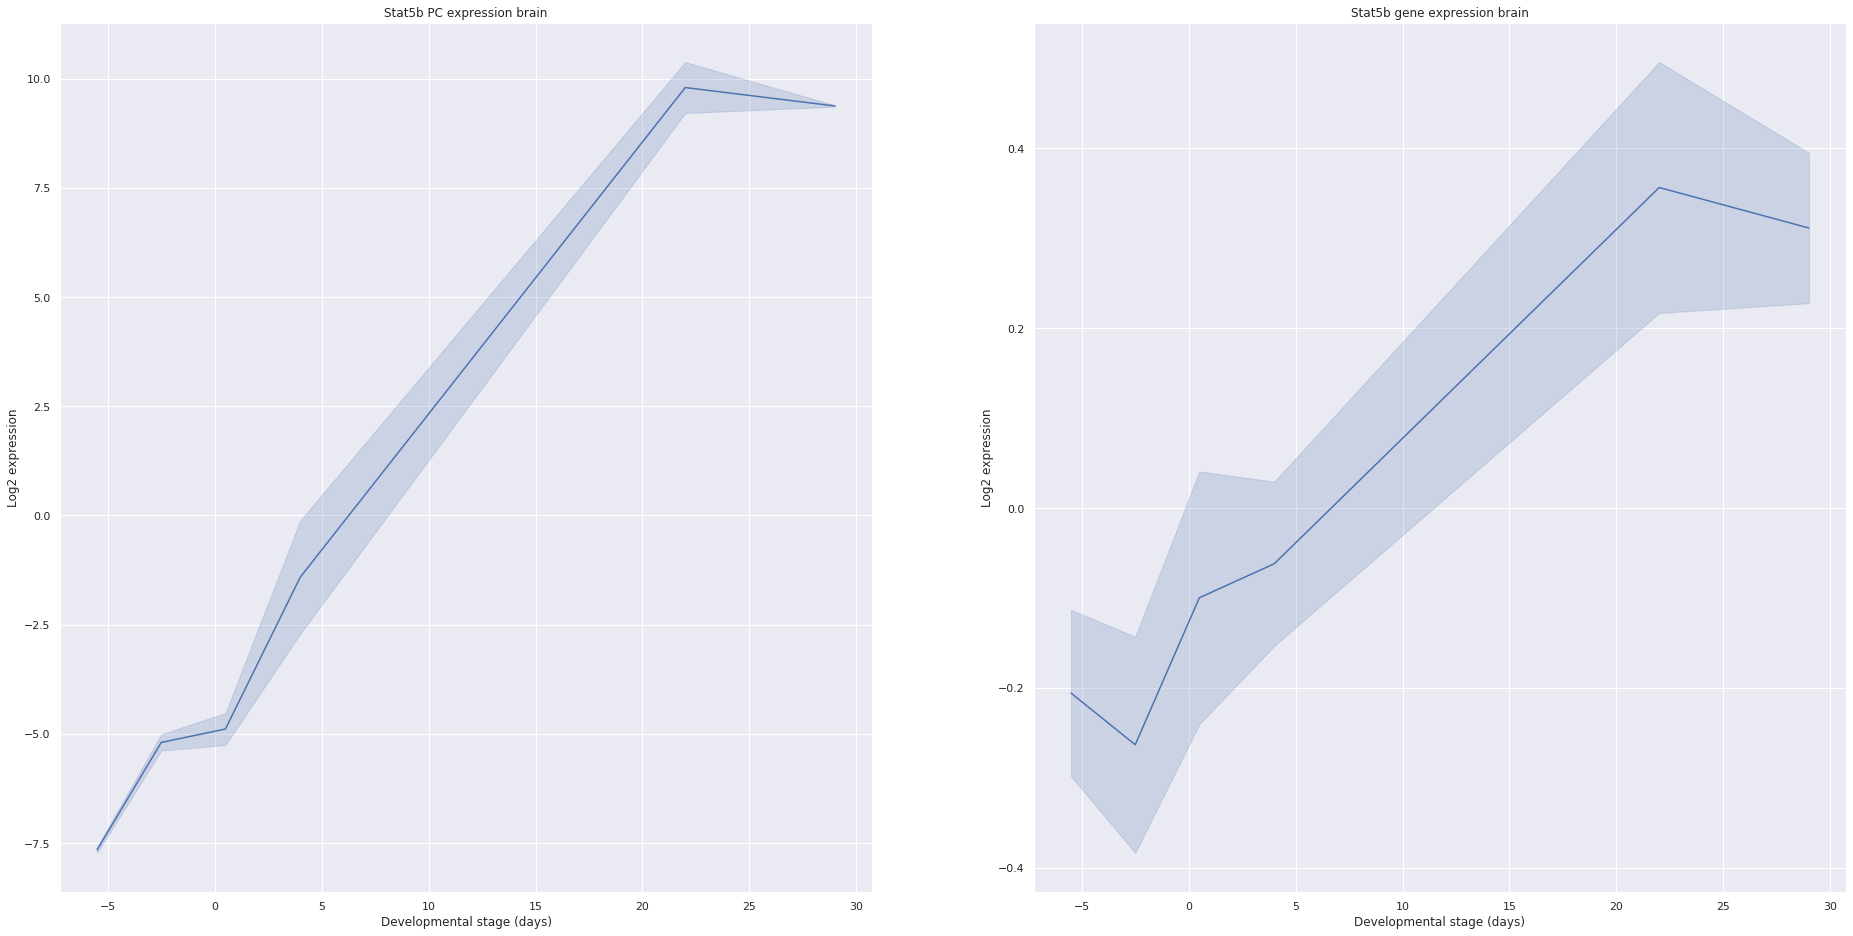 Stat5b PC expression brain
Log2 expression
10.0
7.5
5.0
2.5
0.0
−2.5
−5.0
−7.5
−5 0 5 10 15 20 25 30
Developmental stage (days)
Stat5b gene expression brain
Log2 expression
0.4
0.2
0.0
−0.2
−0.4
−5 0 5 10 15 20 25 30
Developmental stage (days)